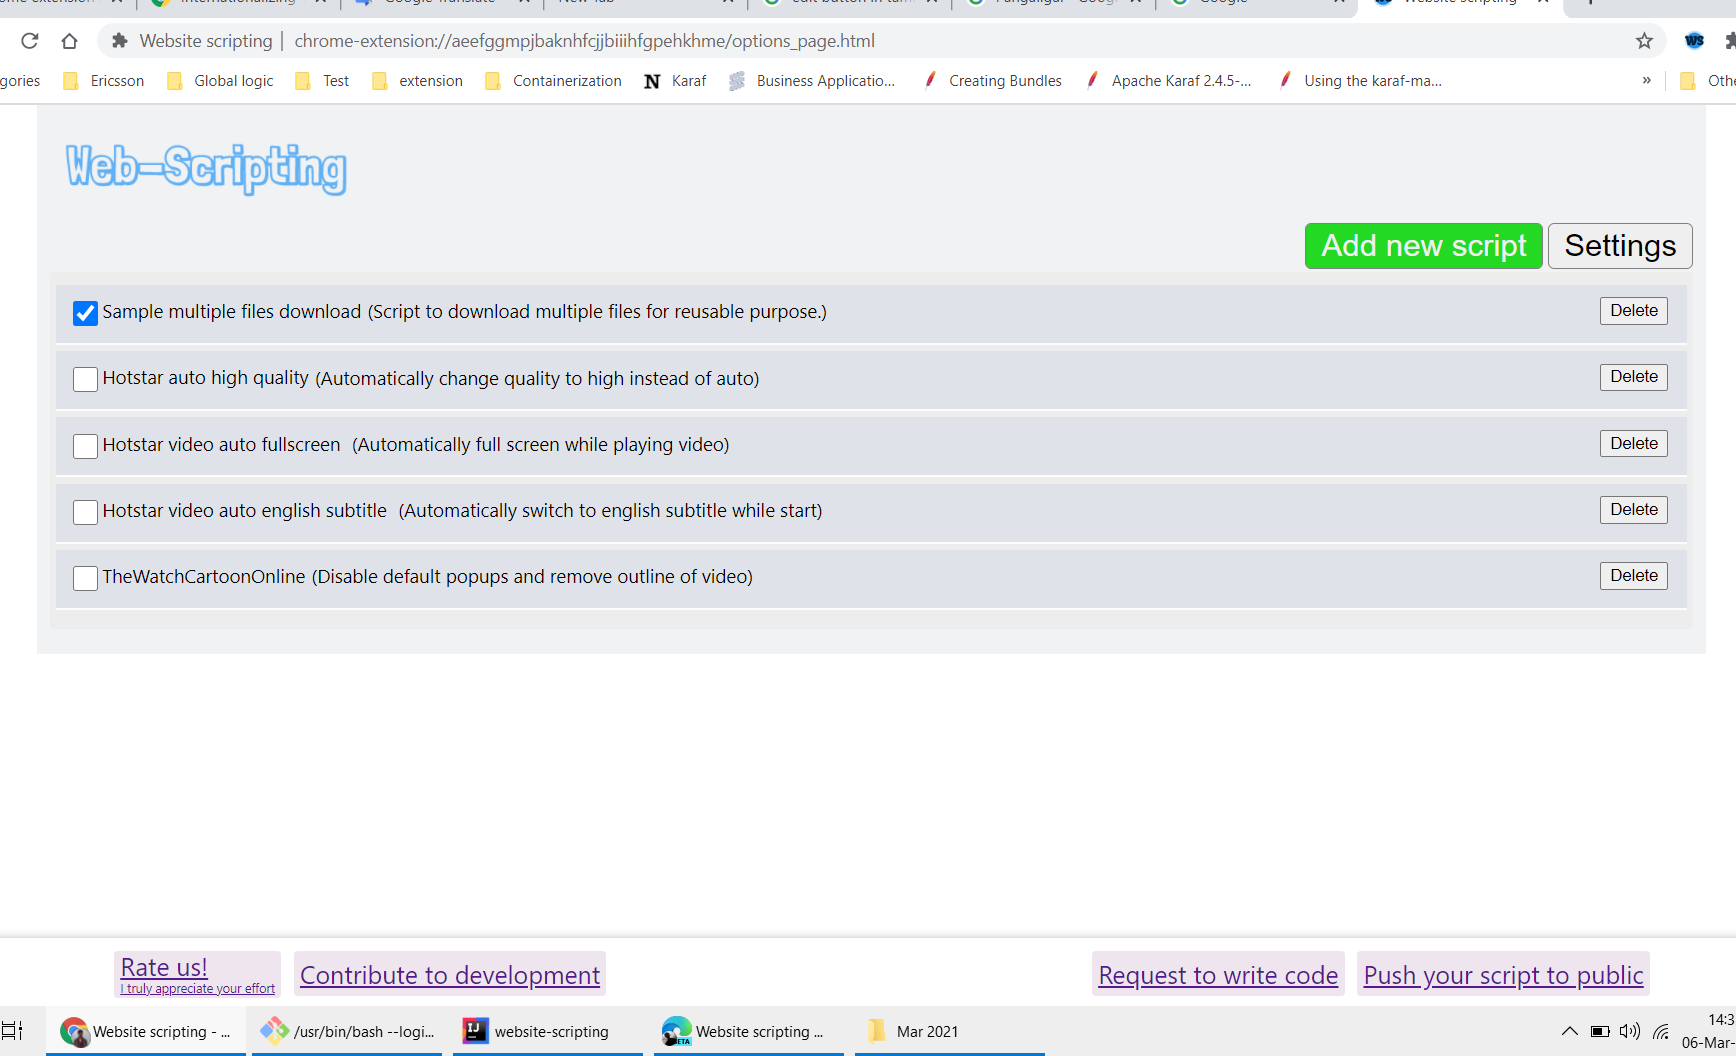 Website scripting | chrome-extension://aeefggmpjbaknhfcjjbiiihfgpehkhme/options_page.html
gories Ericsson Global logic Test extension Containerization Karaf Business Applicatio... Creating Bundles Apache Karaf 2.4.5-... Using the karaf-ma... » Othe
Web-Scripting
Add new script Settings
Sample multiple files download (Script to download multiple files for reusable purpose.) Delete
Hotstar auto high quality (Automatically change quality to high instead of auto) Delete
Hotstar video auto fullscreen (Automatically full screen while playing video) Delete
Hotstar video auto english subtitle (Automatically switch to english subtitle while start) Delete
TheWatchCartoonOnline (Disable default popups and remove outline of video) Delete
Rate us!
I truly appreciate your effort
Contribute to development
Request to write code
Push your script to public
Website scripting - ... /usr/bin/bash --logi... website-scripting Website scripting ... Mar 2021
14:3
06-Mar-